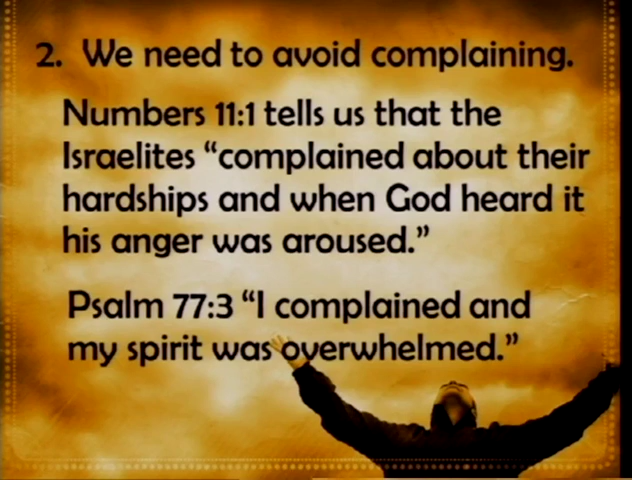 2. We need to avoid complaining.
Numbers 11:1 tells us that the
Israelites “complained about their
hardships and when God heard it
his anger was aroused.”
Psalm 77:3 “I complained and
my spirit was overwhelmed.”